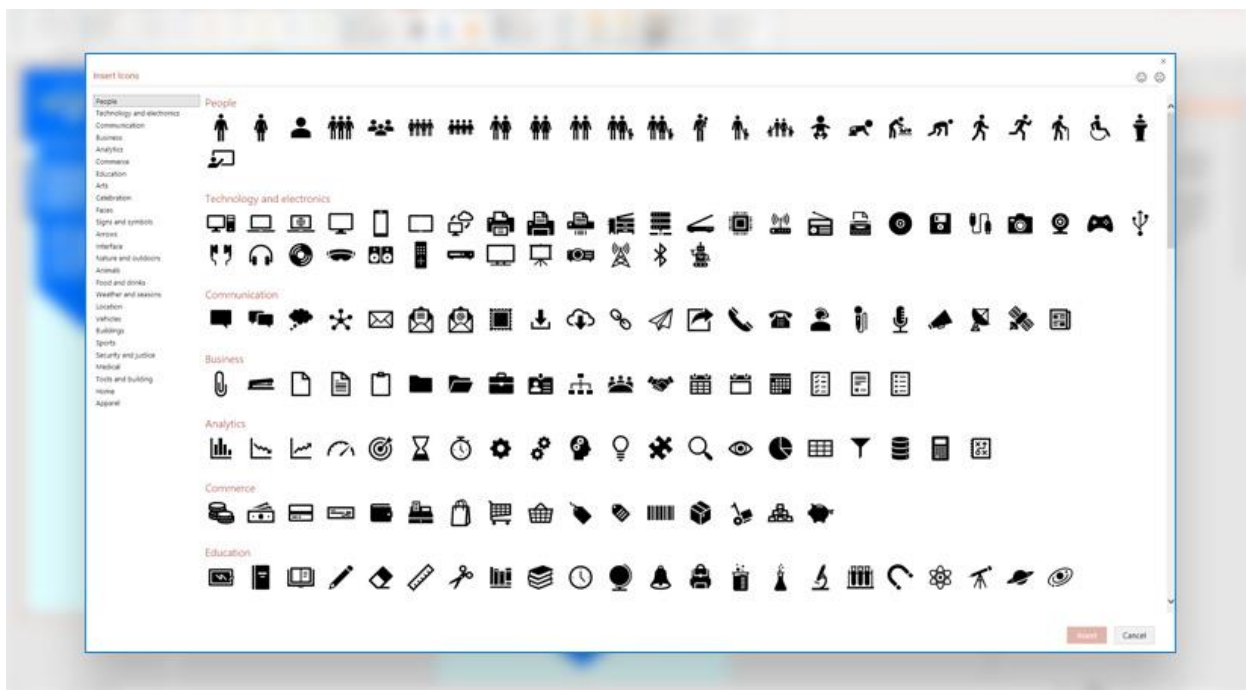 Insert Icons
People
Technology and electronics
Communication
Business
Analytics
Commerce
Education
Arts
Celebration
Faces
Signs and symbols
Arrows
Interface
Nature and outdoors
Animals
Food and drinks
Weather and seasons
Location
Vehicles
Buildings
Sports
Security and justice
Medical
Tools and building
Home
Apparel
People
Technology and electronics
Communication
Business
Analytics
Commerce
Education
Insert
Cancel